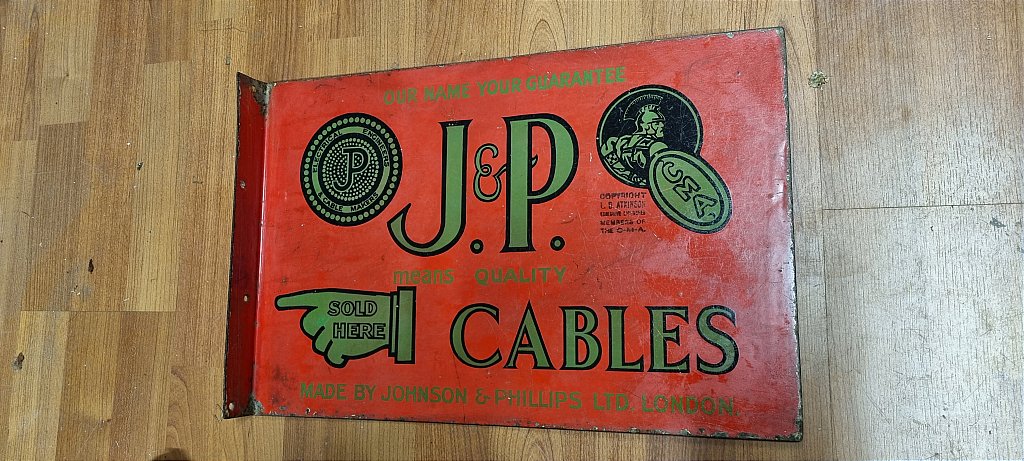 OUR NAME YOUR GUARANTEE
ELECTRICAL ENGINEERS
JP
& CABLE MAKERS
J.&P.
CMA
COPYRIGHT
L. B. ATKINSON
MEMBERS OF
THE C-M-A.
means QUALITY
SOLD
HERE
CABLES
MADE BY JOHNSON & PHILLIPS LTD. LONDON.